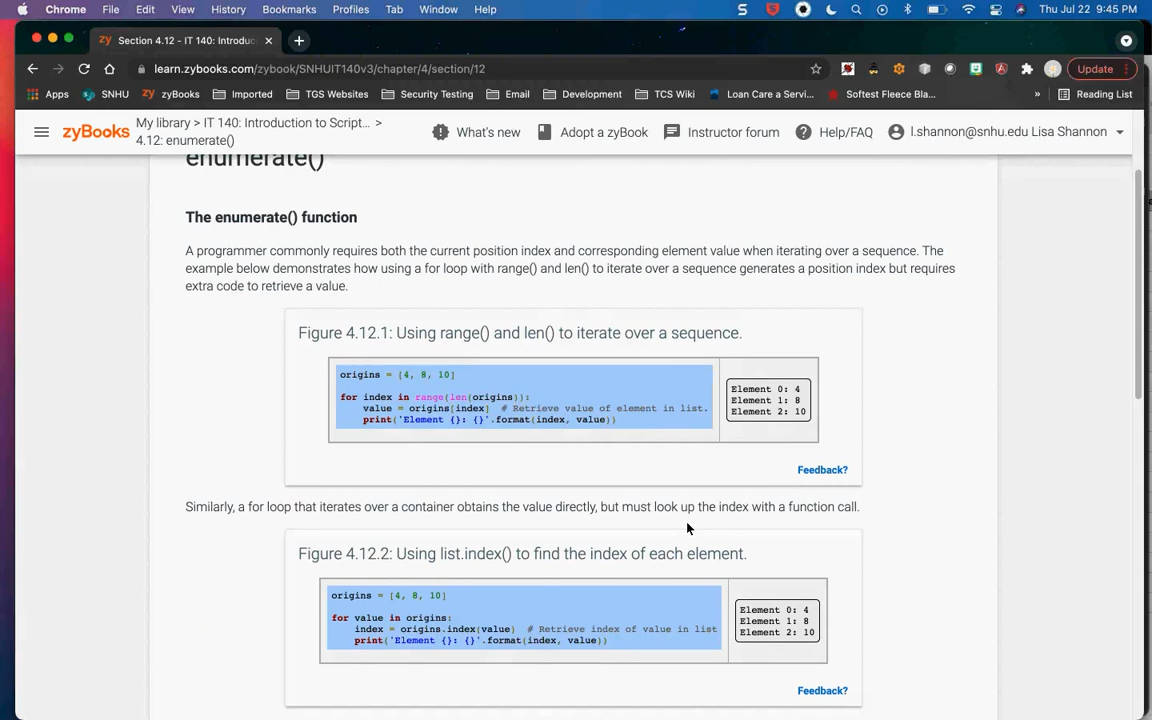 Chrome File Edit View History Bookmarks Profiles Tab Window Help Thu Jul 22 9:45 PM
zy Section 4.12 - IT 140: Introduc × +
learn.zybooks.com/zybook/SNHUIT140v3/chapter/4/section/12 Update
Apps SNHU zy zyBooks Imported TGS Websites Security Testing Email Development TCS Wiki Loan Care a Servi... Softest Fleece Bla... » Reading List
zyBooks My library > IT 140: Introduction to Script... > What's new Adopt a zyBook Instructor forum Help/FAQ l.shannon@snhu.edu Lisa Shannon
4.12: enumerate()
enumerate()
The enumerate() function
A programmer commonly requires both the current position index and corresponding element value when iterating over a sequence. The
example below demonstrates how using a for loop with range() and len() to iterate over a sequence generates a position index but requires
extra code to retrieve a value.
Figure 4.12.1: Using range() and len() to iterate over a sequence.
origins = [4, 8, 10]
for index in range(len(origins)):
value = origins[index] # Retrieve value of element in list.
print('Element {}: {}'.format(index, value))
Element 0: 4
Element 1: 8
Element 2: 10
Feedback?
Similarly, a for loop that iterates over a container obtains the value directly, but must look up the index with a function call.
Figure 4.12.2: Using list.index() to find the index of each element.
origins = [4, 8, 10]
for value in origins:
index = origins.index(value) # Retrieve index of value in list
print('Element {}: {}'.format(index, value))
Element 0: 4
Element 1: 8
Element 2: 10
Feedback?